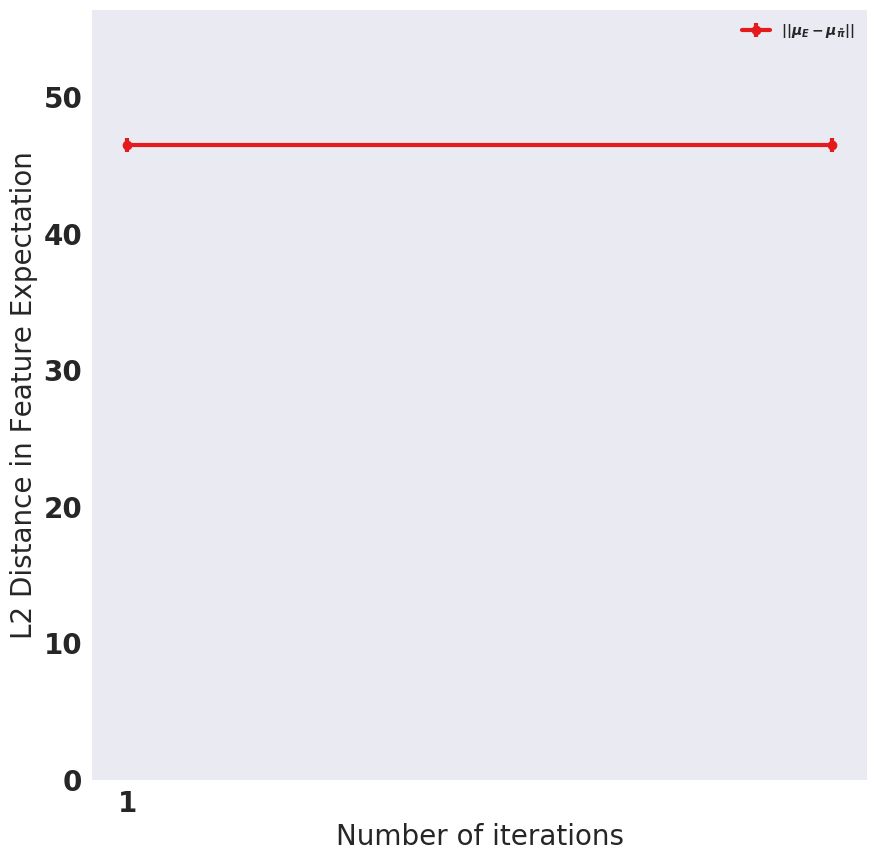 ||μ_E − μ_π̃||
50
40
30
20
10
0
1
L2 Distance in Feature Expectation
Number of iterations